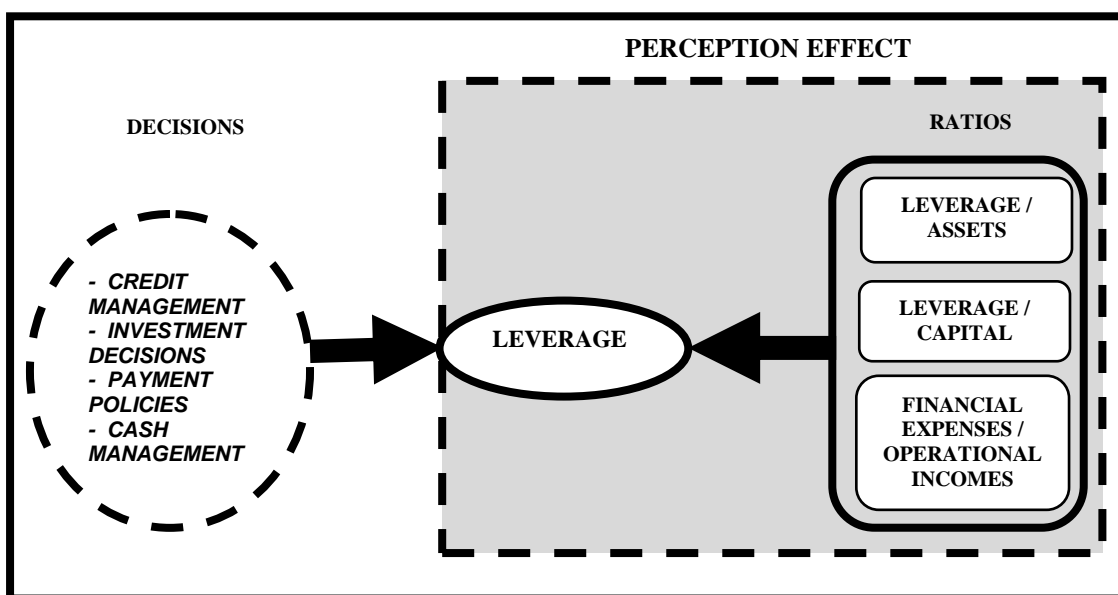 PERCEPTION EFFECT
DECISIONS
- CREDIT
MANAGEMENT
- INVESTMENT
DECISIONS
- PAYMENT
POLICIES
- CASH
MANAGEMENT
LEVERAGE
RATIOS
LEVERAGE /
ASSETS
LEVERAGE /
CAPITAL
FINANCIAL
EXPENSES /
OPERATIONAL
INCOMES